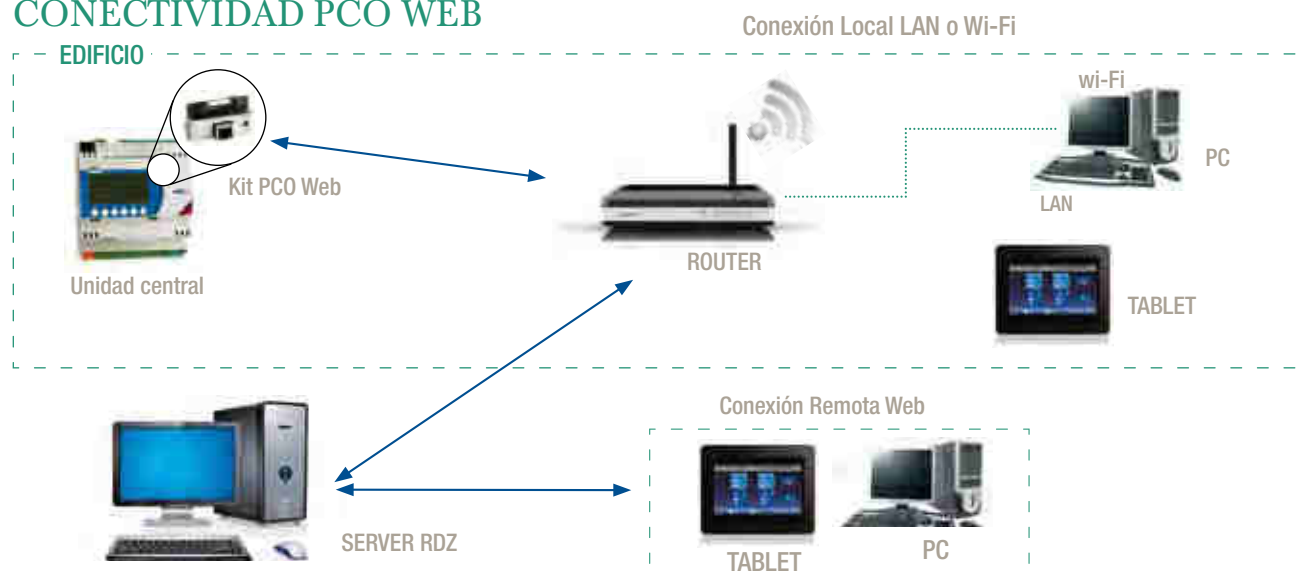 CONECTIVIDAD PCO WEB
Conexión Local LAN o Wi-Fi
EDIFICIO
wi-Fi
PC
Kit PCO Web
LAN
ROUTER
Unidad central
TABLET
Conexión Remota Web
SERVER RDZ
TABLET
PC